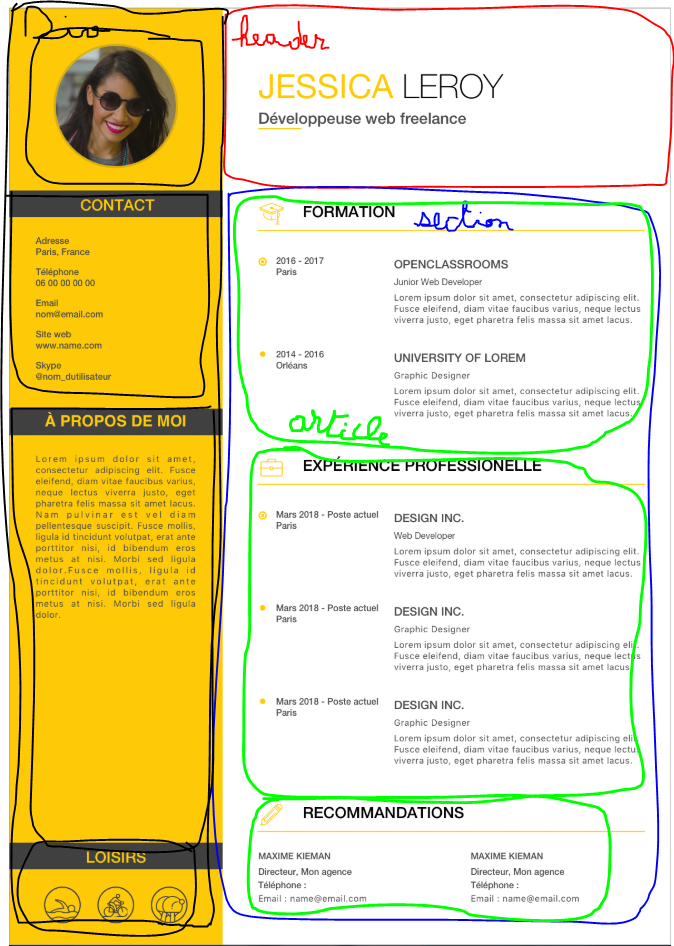 Div
header
JESSICA LEROY
Développeuse web freelance
CONTACT
Adresse
Paris, France
Téléphone
06 00 00 00 00
Email
nom@email.com
Site web
www.name.com
Skype
@nom_dutilisateur
À PROPOS DE MOI
Lorem ipsum dolor sit amet,
consectetur adipiscing elit. Fusce
eleifend, diam vitae faucibus varius,
neque lectus viverra justo, eget
pharetra felis massa sit amet lacus.
Nam pulvinar est vel diam
pellentesque suscipit. Fusce mollis,
ligula id tincidunt volutpat, erat ante
porttitor nisi, id bibendum eros
metus at nisi. Morbi sed ligula
dolor.Fusce mollis, ligula id
tincidunt volutpat, erat ante
porttitor nisi, id bibendum eros
metus at nisi. Morbi sed ligula
dolor.
LOISIRS
FORMATION
section
2016 - 2017
Paris
OPENCLASSROOMS
Junior Web Developer
Lorem ipsum dolor sit amet, consectetur adipiscing elit.
Fusce eleifend, diam vitae faucibus varius, neque lectus
viverra justo, eget pharetra felis massa sit amet lacus.
2014 - 2016
Orléans
UNIVERSITY OF LOREM
Graphic Designer
Lorem ipsum dolor sit amet, consectetur adipiscing elit.
Fusce eleifend, diam vitae faucibus varius, neque lectus
viverra justo, eget pharetra felis massa sit amet lacus.
article
EXPÉRIENCE PROFESSIONELLE
Mars 2018 - Poste actuel
Paris
DESIGN INC.
Web Developer
Lorem ipsum dolor sit amet, consectetur adipiscing elit.
Fusce eleifend, diam vitae faucibus varius, neque lectus
viverra justo, eget pharetra felis massa sit amet lacus.
Mars 2018 - Poste actuel
Paris
DESIGN INC.
Graphic Designer
Lorem ipsum dolor sit amet, consectetur adipiscing elit.
Fusce eleifend, diam vitae faucibus varius, neque lectus
viverra justo, eget pharetra felis massa sit amet lacus.
Mars 2018 - Poste actuel
Paris
DESIGN INC.
Graphic Designer
Lorem ipsum dolor sit amet, consectetur adipiscing elit.
Fusce eleifend, diam vitae faucibus varius, neque lectus
viverra justo, eget pharetra felis massa sit amet lacus.
RECOMMANDATIONS
MAXIME KIEMAN
Directeur, Mon agence
Téléphone :
Email : name@email.com
MAXIME KIEMAN
Directeur, Mon agence
Téléphone :
Email : name@email.com